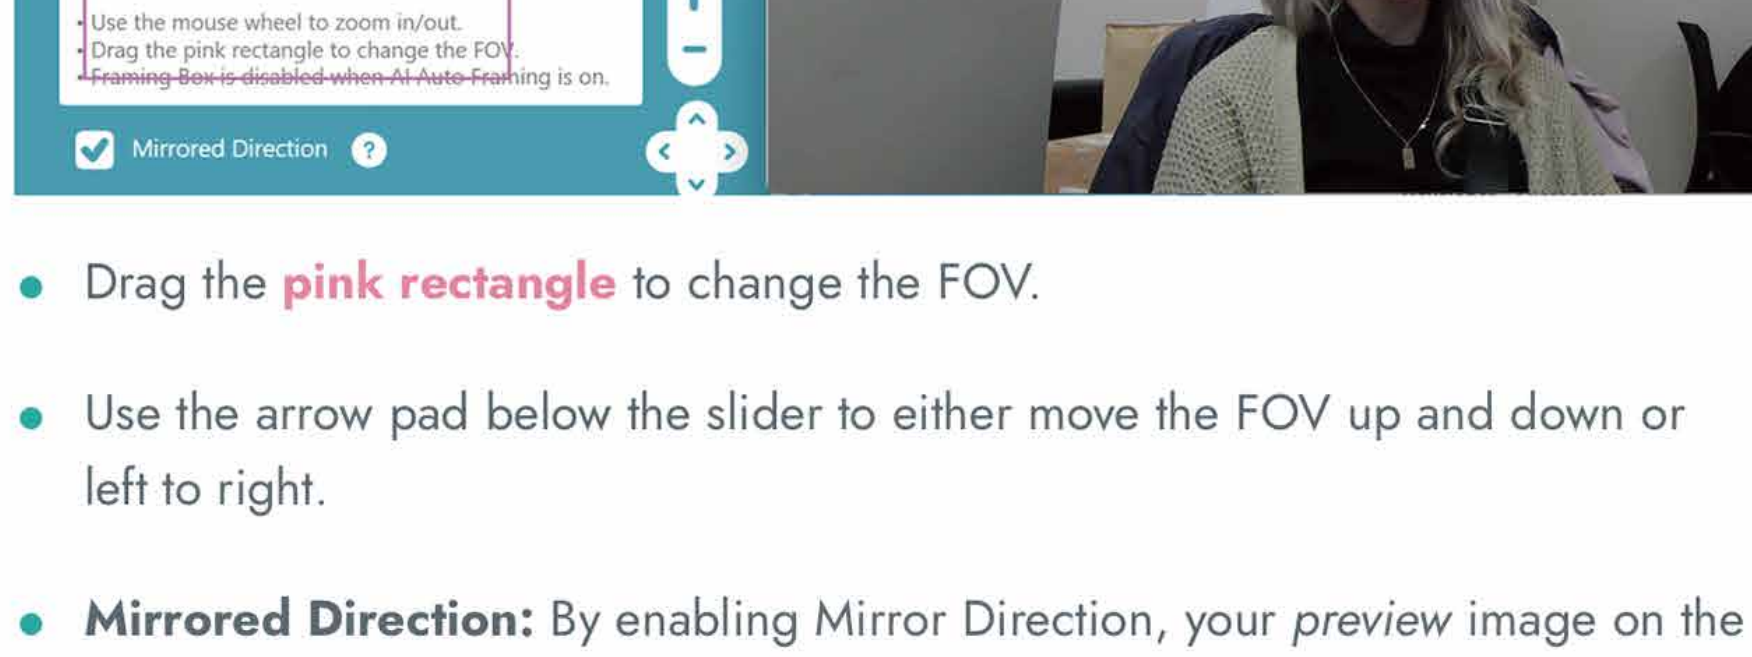 • Use the mouse wheel to zoom in/out.
• Drag the pink rectangle to change the FOV.
• Framing Box is disabled when AI Auto Framing is on.
Mirrored Direction ?
• Drag the pink rectangle to change the FOV.
• Use the arrow pad below the slider to either move the FOV up and down or
left to right.
• Mirrored Direction: By enabling Mirror Direction, your preview image on the